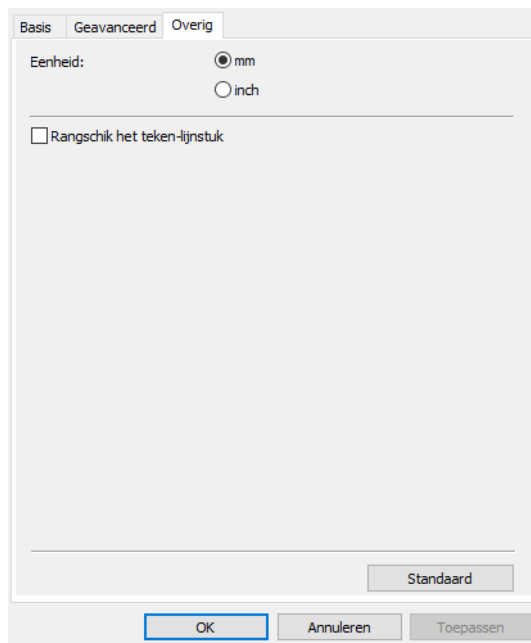 Basis Geavanceerd Overig
Eenheid: mm
inch
Rangschik het teken-lijnstuk
Standaard
OK Annuleren Toepassen